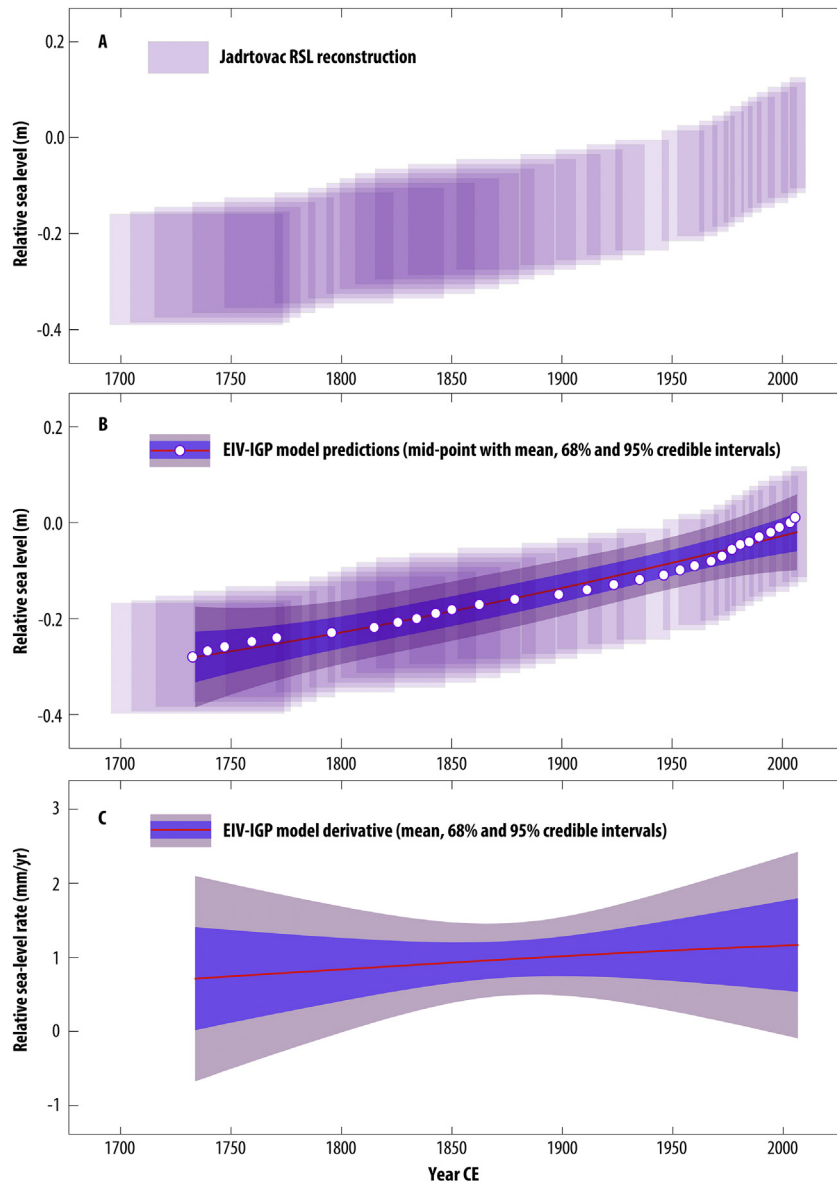 A
Jadrtovac RSL reconstruction
Relative sea level (m)
0.2
0.0
-0.2
-0.4
1700 1750 1800 1850 1900 1950 2000
B
EIV-IGP model predictions (mid-point with mean, 68% and 95% credible intervals)
Relative sea level (m)
0.2
0.0
-0.2
-0.4
1700 1750 1800 1850 1900 1950 2000
C
EIV-IGP model derivative (mean, 68% and 95% credible intervals)
Relative sea-level rate (mm/yr)
3
2
1
0
-1
1700 1750 1800 1850 1900 1950 2000
Year CE